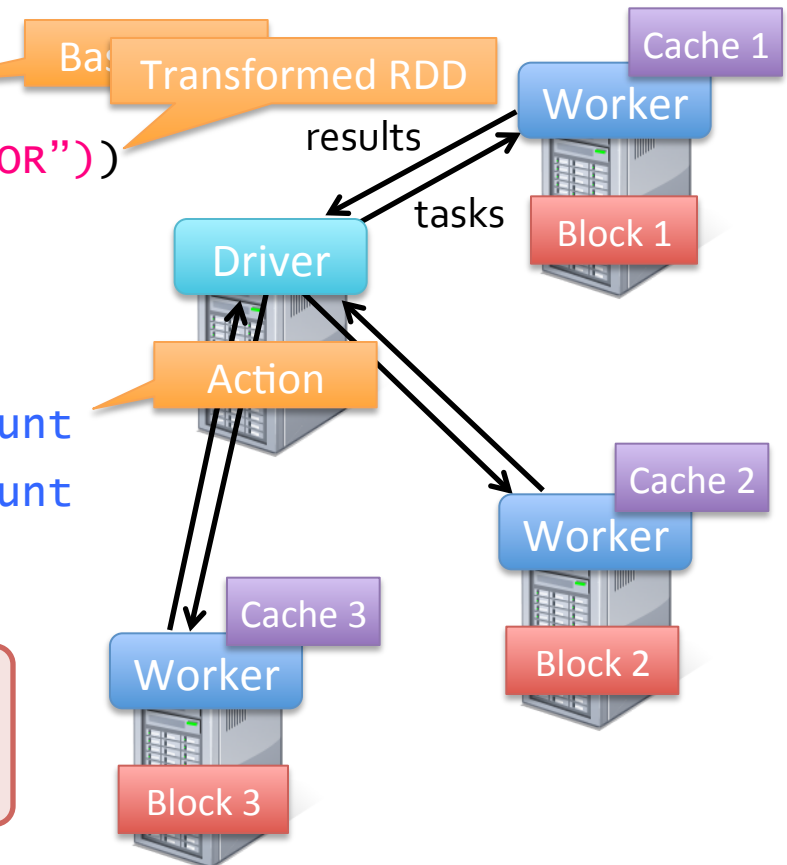 Bas
Transformed RDD
Cache 1
Worker
results
OR”))
tasks
Block 1
Driver
Action
unt
unt
Cache 2
Worker
Cache 3
Block 2
Worker
Block 3